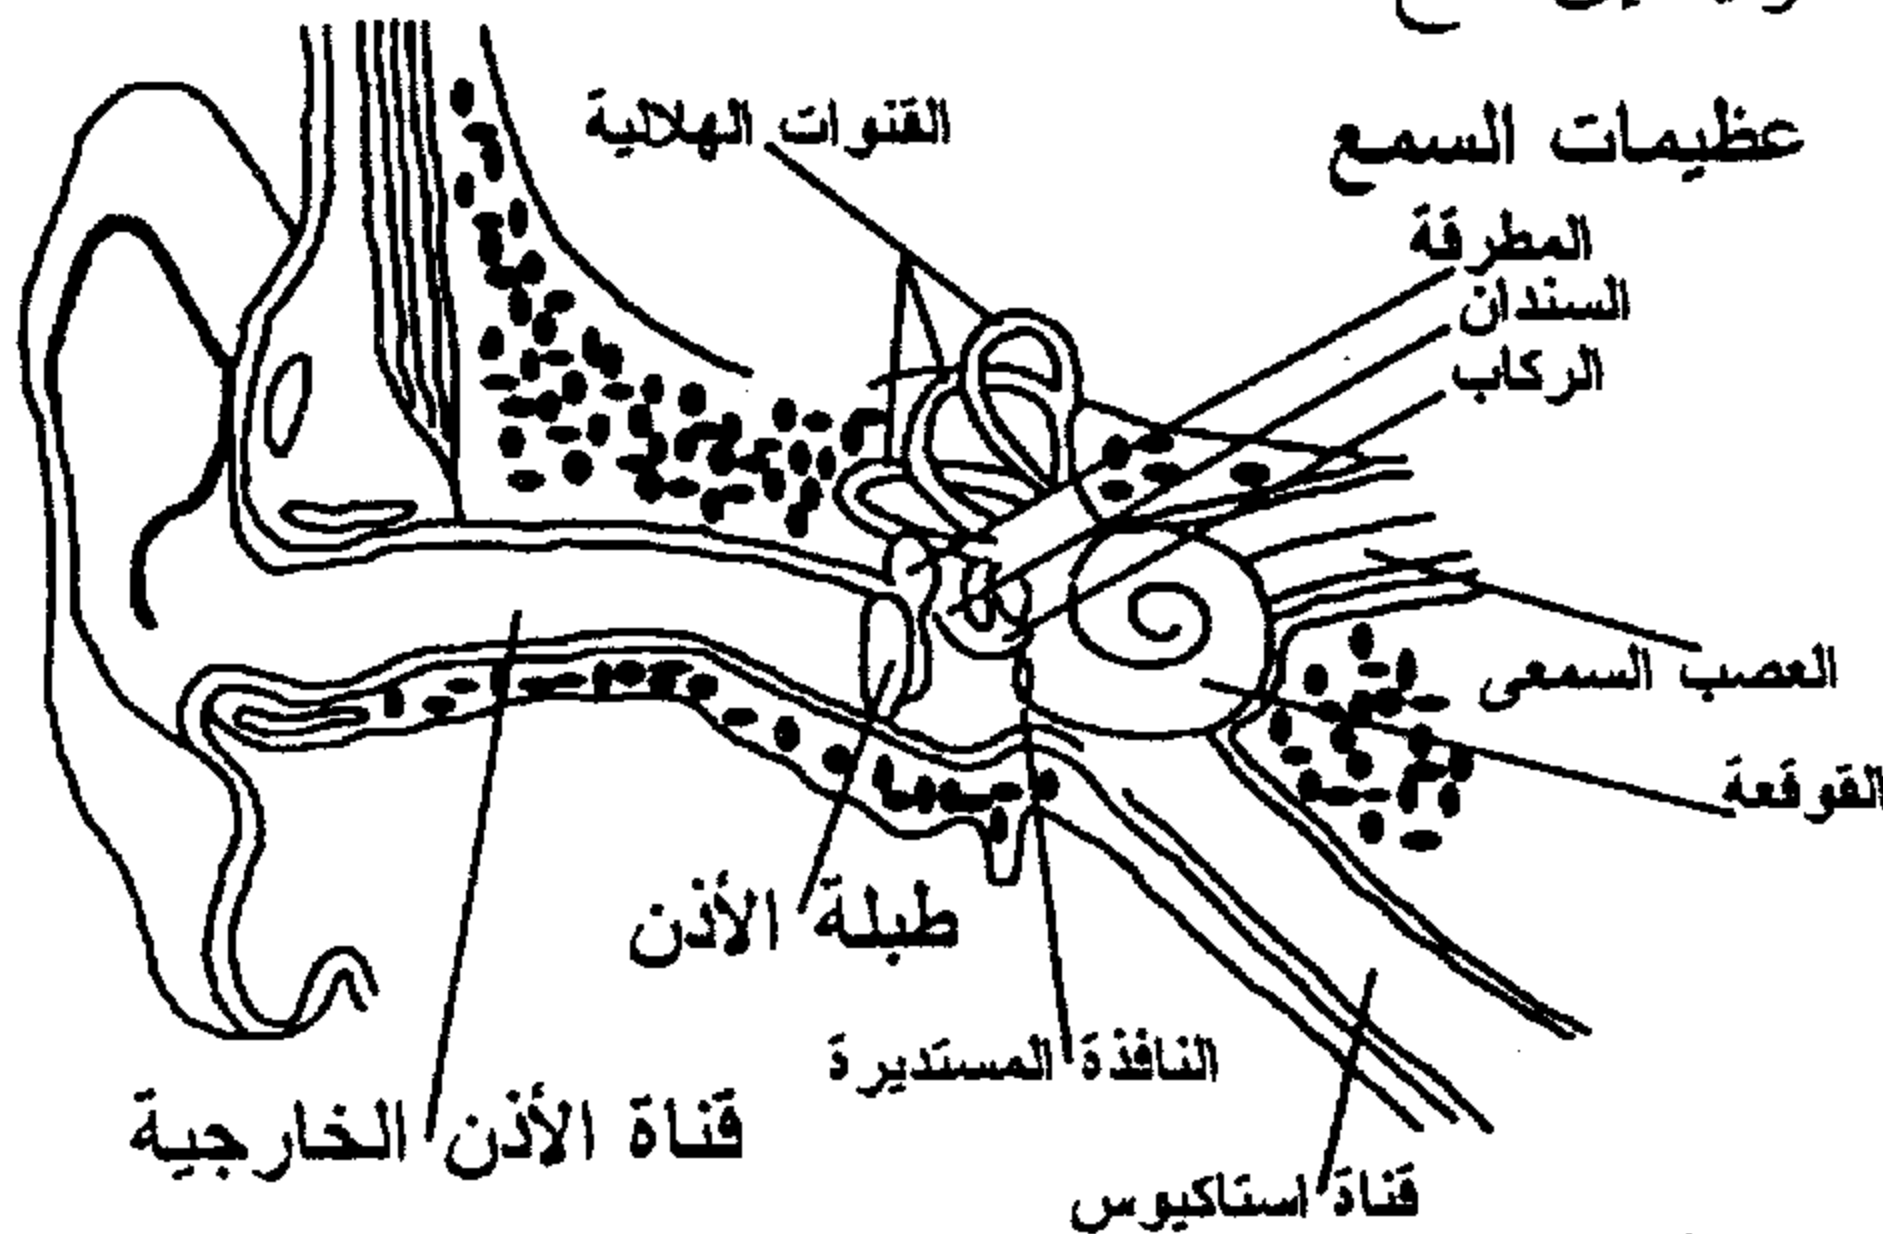 القنوات الهلالية
عظيمات السمع
المطرقة
السندان
الركاب
العصب السمعى
القوقعة
طبلة الأذن
النافذة المستديرة
قناة الأذن الخارجية
قناة استاكيوس